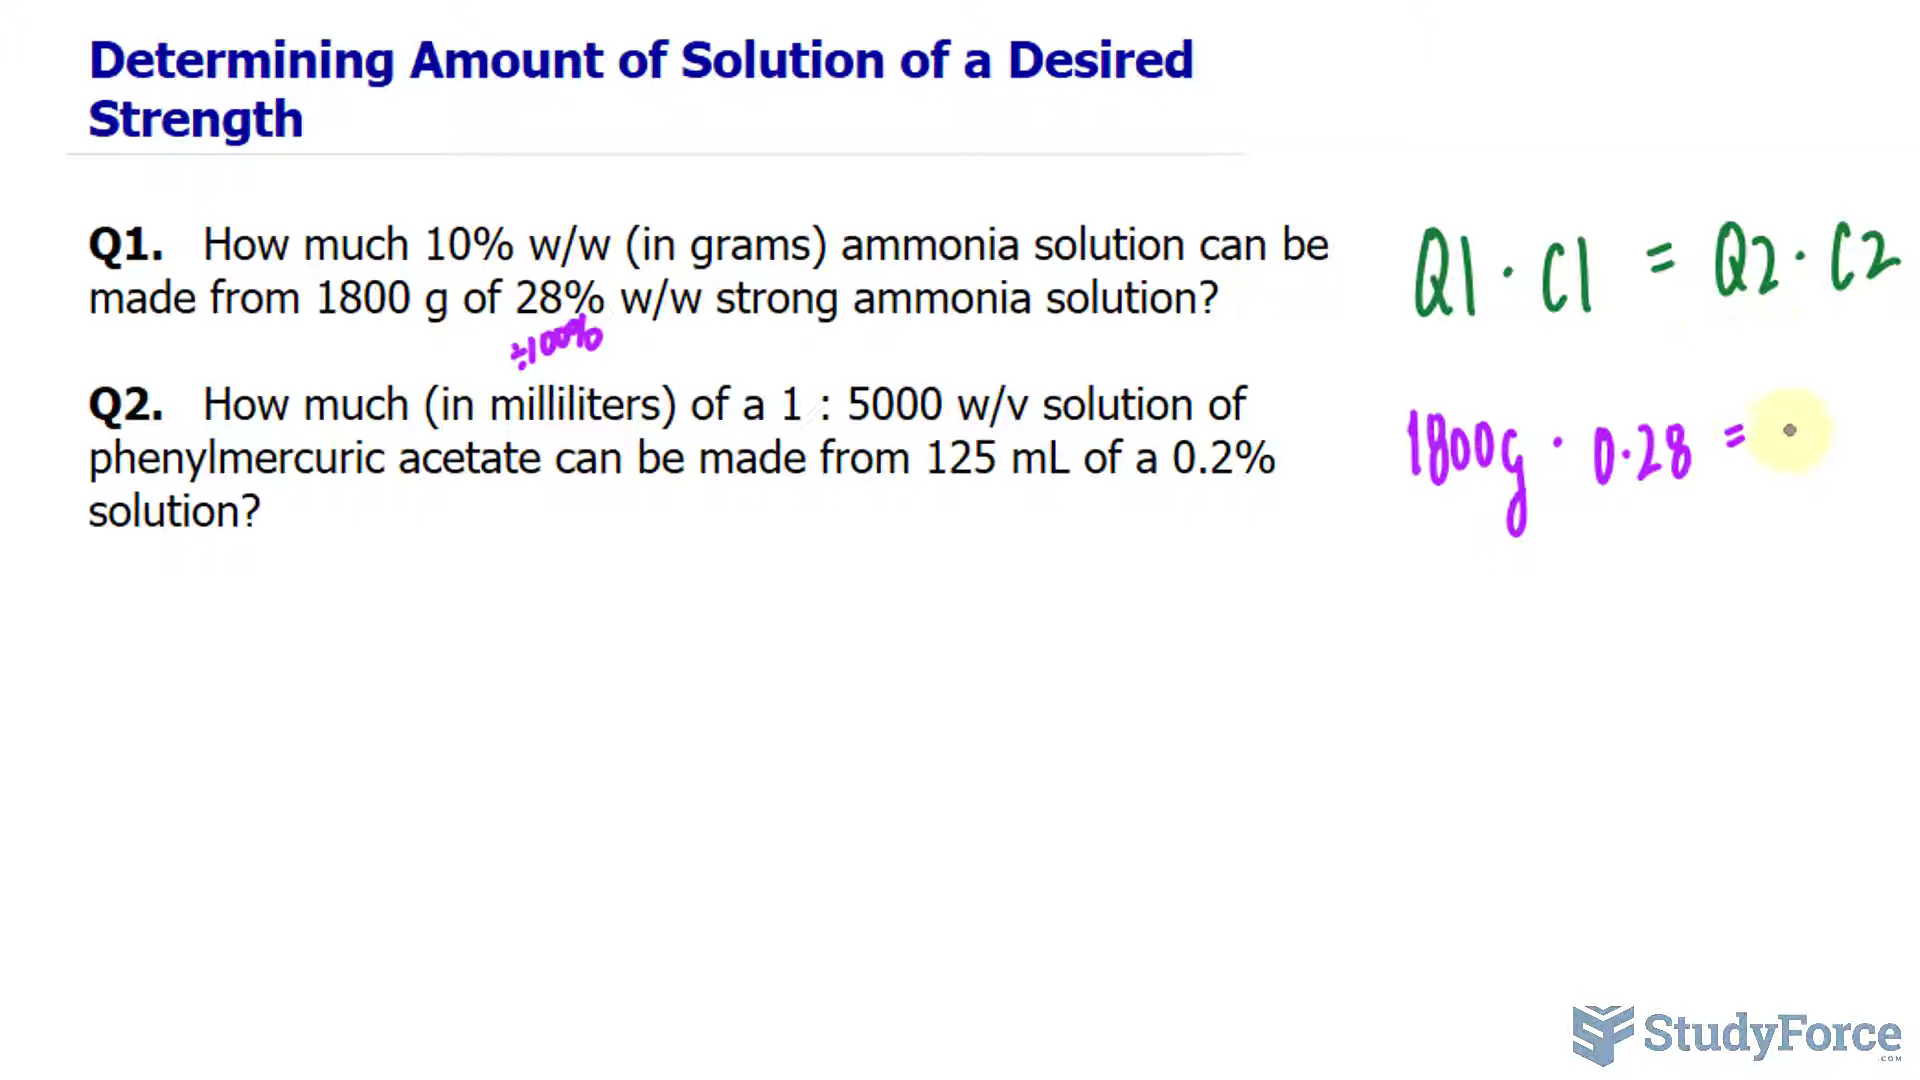 Determining Amount of Solution of a Desired
Strength
Q1. How much 10% w/w (in grams) ammonia solution can be
made from 1800 g of 28% w/w strong ammonia solution?
÷100%
Q2. How much (in milliliters) of a 1 : 5000 w/v solution of
phenylmercuric acetate can be made from 125 mL of a 0.2%
solution?
Q1 · C1 = Q2 · C2
1800g · 0.28 =
SF StudyForce
.COM